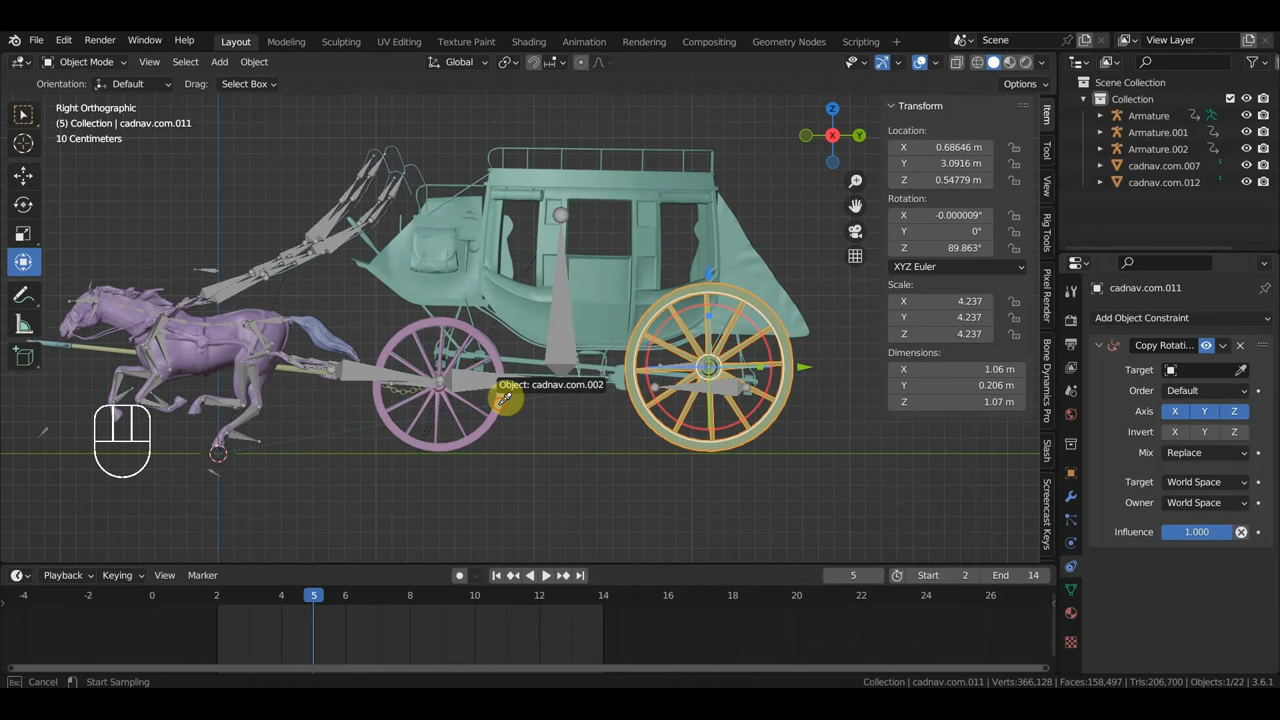 File Edit Render Window Help Layout Modeling Sculpting UV Editing Texture Paint Shading Animation Rendering Compositing Geometry Nodes Scripting + Scene View Layer
Object Mode View Select Add Object Global
Orientation: Default Drag: Select Box Options
Right Orthographic
(5) Collection | cadnav.com.011
10 Centimeters
Z
X
Y
Transform
Location:
X 0.68646 m
Y 3.0916 m
Z 0.54779 m
Rotation:
X -0.000009°
Y 0°
Z 89.863°
XYZ Euler
Scale:
X 4.237
Y 4.237
Z 4.237
Dimensions:
X 1.06 m
Y 0.206 m
Z 1.07 m
Item
Tool
View
Rig Tools
Pixel Render
Bone Dynamics Pro
Slash
Screencast Keys
Scene Collection
Collection
Armature
Armature.001
Armature.002
cadnav.com.007
cadnav.com.012
cadnav.com.011
Add Object Constraint
Copy Rotati...
Target
Order Default
Axis X Y Z
Invert X Y Z
Mix Replace
Target World Space
Owner World Space
Influence 1.000
Object: cadnav.com.002
Playback Keying View Marker 5 Start 2 End 14
-4 -2 0 2 4 5 6 8 10 12 14 16 18 20 22 24 26
Esc Cancel Start Sampling Collection | cadnav.com.011 | Verts:366,128 | Faces:158,497 | Tris:206,700 | Objects:1/22 | 3.6.1